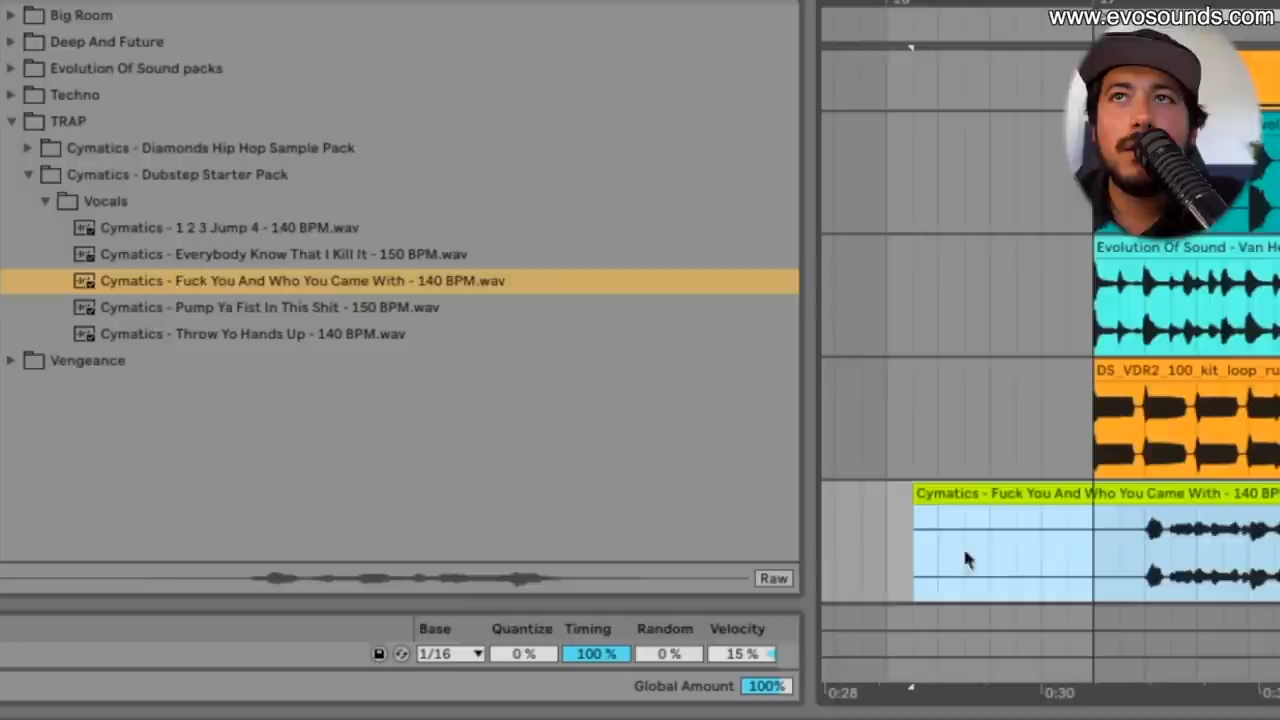 www.evosounds.com
Big Room
Deep And Future
Evolution Of Sound packs
Techno
TRAP
Cymatics - Diamonds Hip Hop Sample Pack
Cymatics - Dubstep Starter Pack
Vocals
Cymatics - 1 2 3 Jump 4 - 140 BPM.wav
Cymatics - Everybody Know That I Kill It - 150 BPM.wav
Cymatics - Fuck You And Who You Came With - 140 BPM.wav
Cymatics - Pump Ya Fist In This Shit - 150 BPM.wav
Cymatics - Throw Yo Hands Up - 140 BPM.wav
Vengeance
Evolution Of Sound - Van He
DS_VDR2_100_kit_loop_ru
Cymatics - Fuck You And Who You Came With - 140 BP
Raw
Base Quantize Timing Random Velocity
1/16 0 % 100 % 0 % 15 %
Global Amount 100%
0:28 0:30